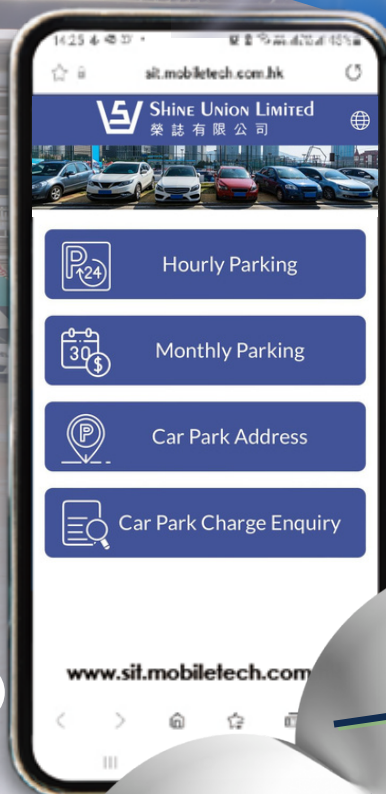 14:25
sit.mobiletech.com.hk
SHINE UNION LIMITED
榮誌有限公司
P
24
Hourly Parking
30
$
Monthly Parking
P
Car Park Address
Car Park Charge Enquiry
www.sit.mobiletech.com